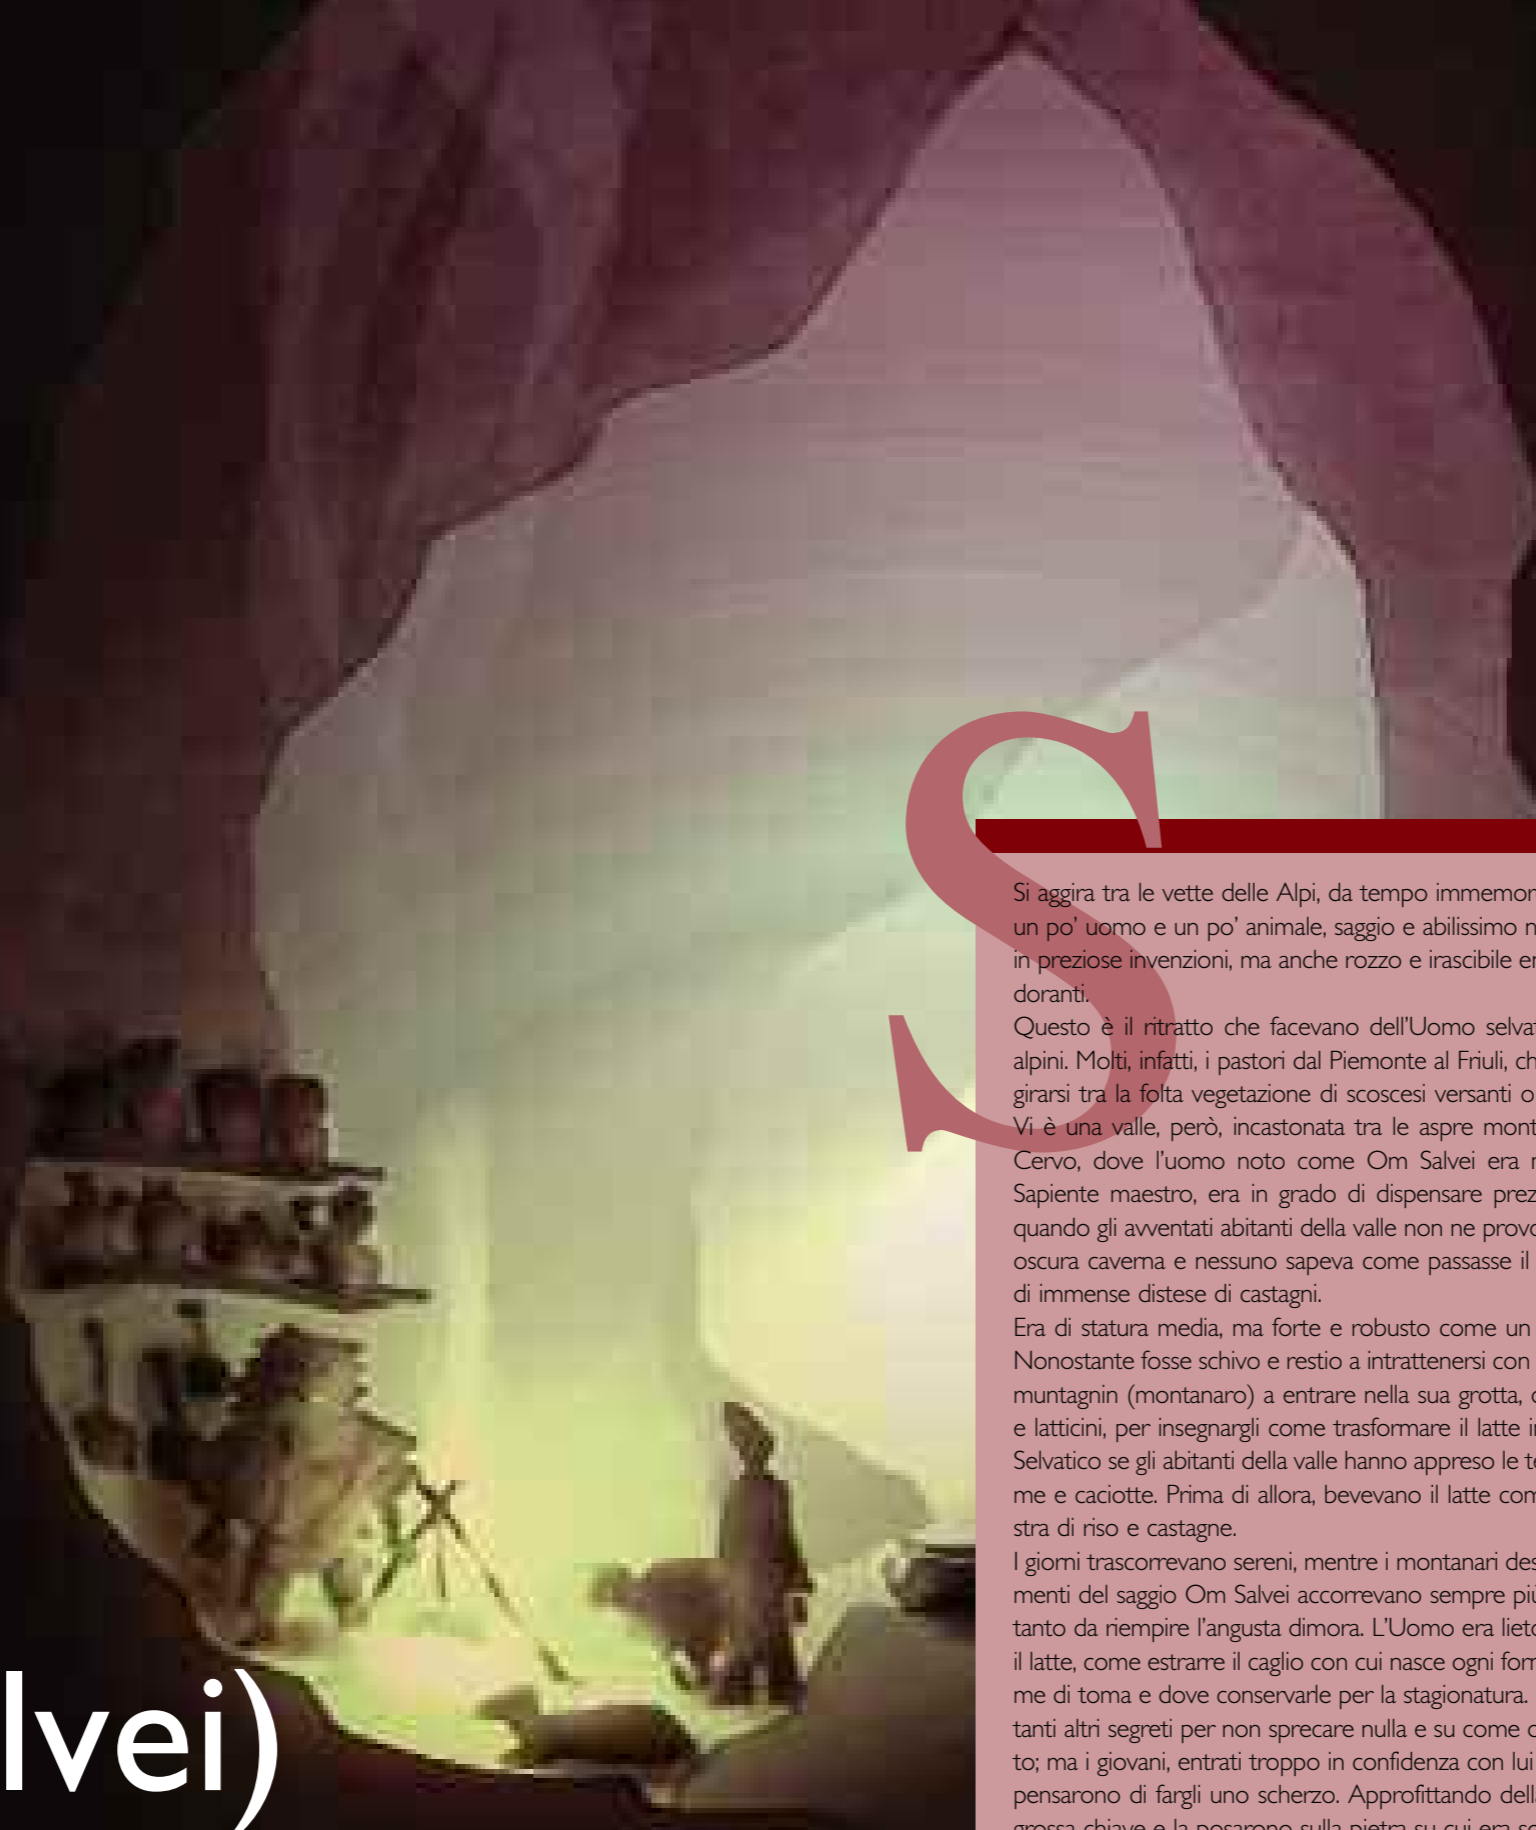 S
Si aggira tra le vette delle Alpi, da tempo immemor
un po’ uomo e un po’ animale, saggio e abilissimo n
in preziose invenzioni, ma anche rozzo e irascibile e
doranti.
Questo è il ritratto che facevano dell’Uomo selva
alpini. Molti, infatti, i pastori dal Piemonte al Friuli, ch
girarsi tra la folta vegetazione di scoscesi versanti o
Vi è una valle, però, incastonata tra le aspre mont
Cervo, dove l’uomo noto come Om Salvei era
Sapiente maestro, era in grado di dispensare prez
quando gli avventati abitanti della valle non ne provo
oscura caverna e nessuno sapeva come passasse il
di immense distese di castagni.
Era di statura media, ma forte e robusto come un
Nonostante fosse schivo e restio a intrattenersi con
muntagnin (montanaro) a entrare nella sua grotta,
e latticini, per insegnargli come trasformare il latte in
Selvatico se gli abitanti della valle hanno appreso le te
me e caciotte. Prima di allora, bevevano il latte com
stra di riso e castagne.
I giorni trascorrevano sereni, mentre i montanari des
menti del saggio Om Salvei accorrevano sempre più
tanto da riempire l’angusta dimora. L’Uomo era lieto
il latte, come estrarre il caglio con cui nasce ogni form
me di toma e dove conservarle per la stagionatura.
tanti altri segreti per non sprecare nulla e su come
to; ma i giovani, entrati troppo in confidenza con lui
pensarono di fargli uno scherzo. Approfittando della
grossa chiave e la posarono sulla pietra su cui era
lvei)